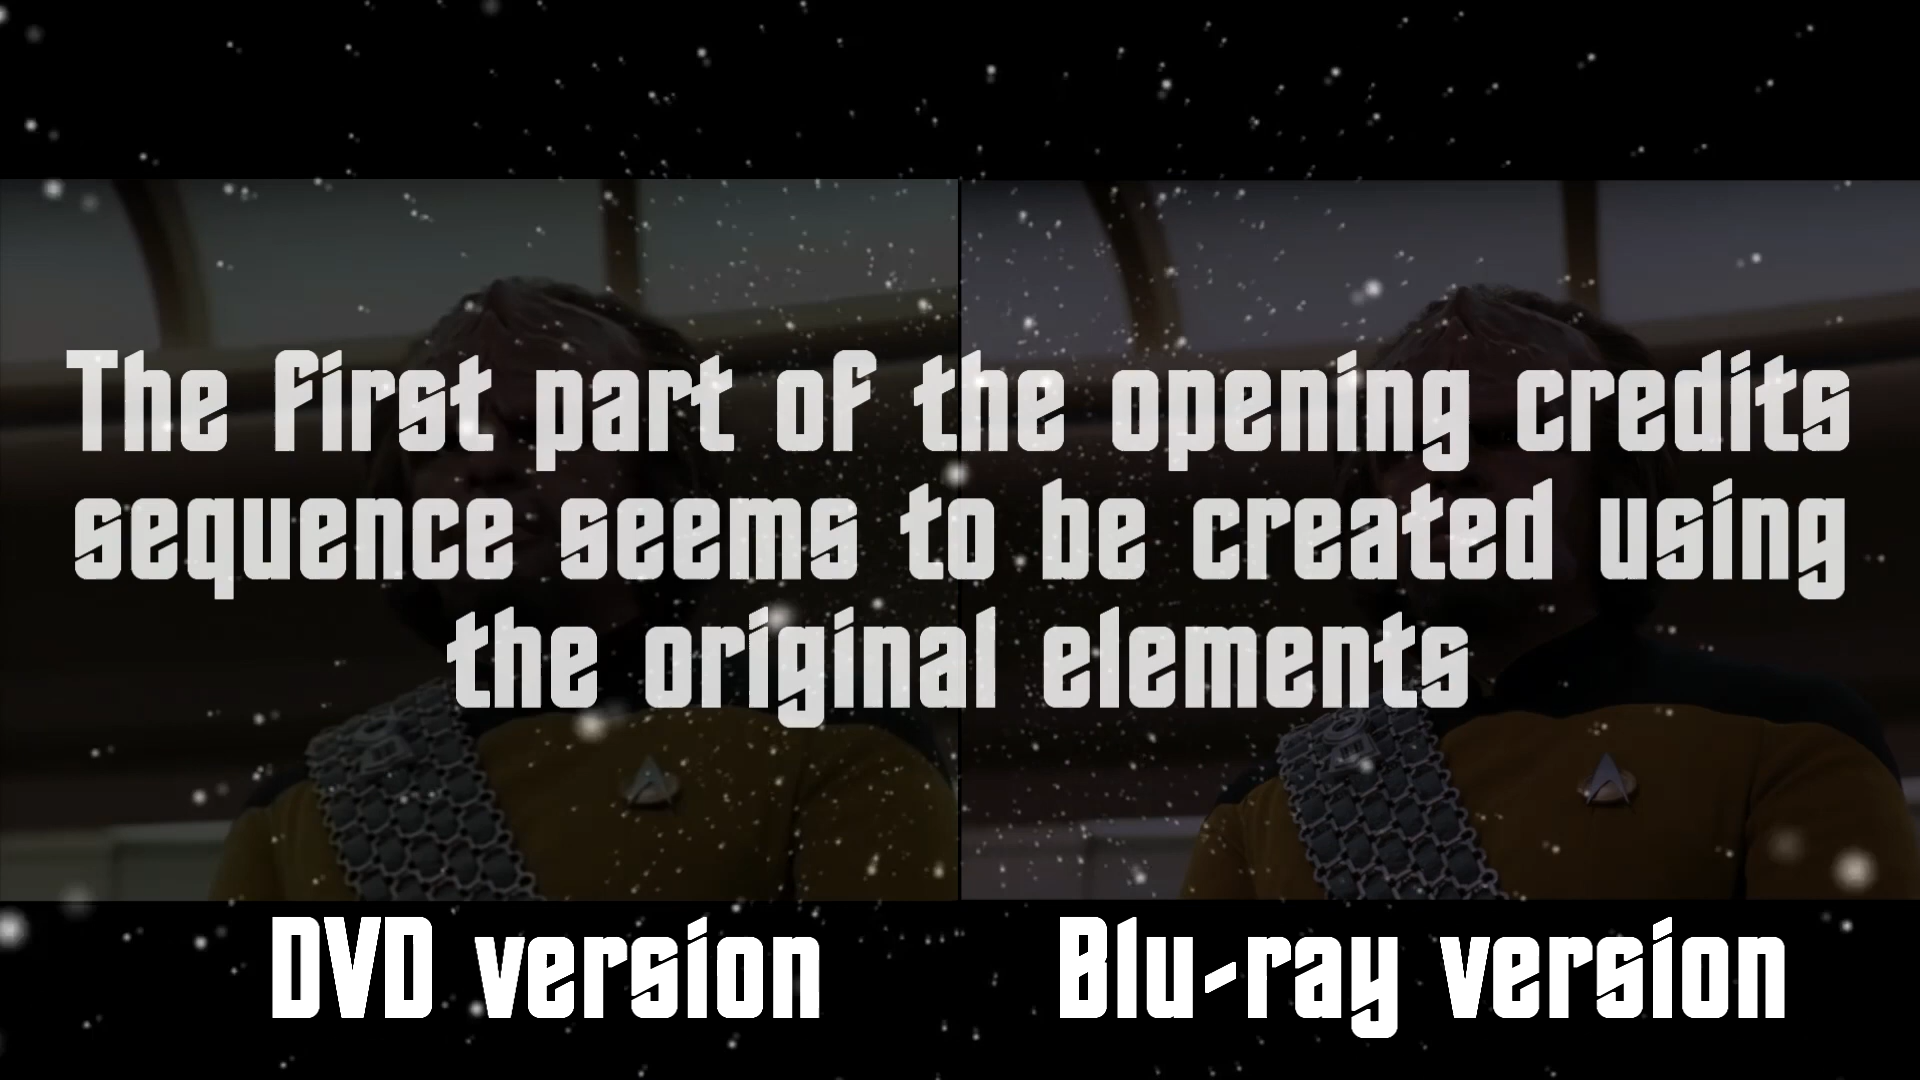 The first part of the opening credits
sequence seems to be created using
the original elements
DVD version
Blu-ray version